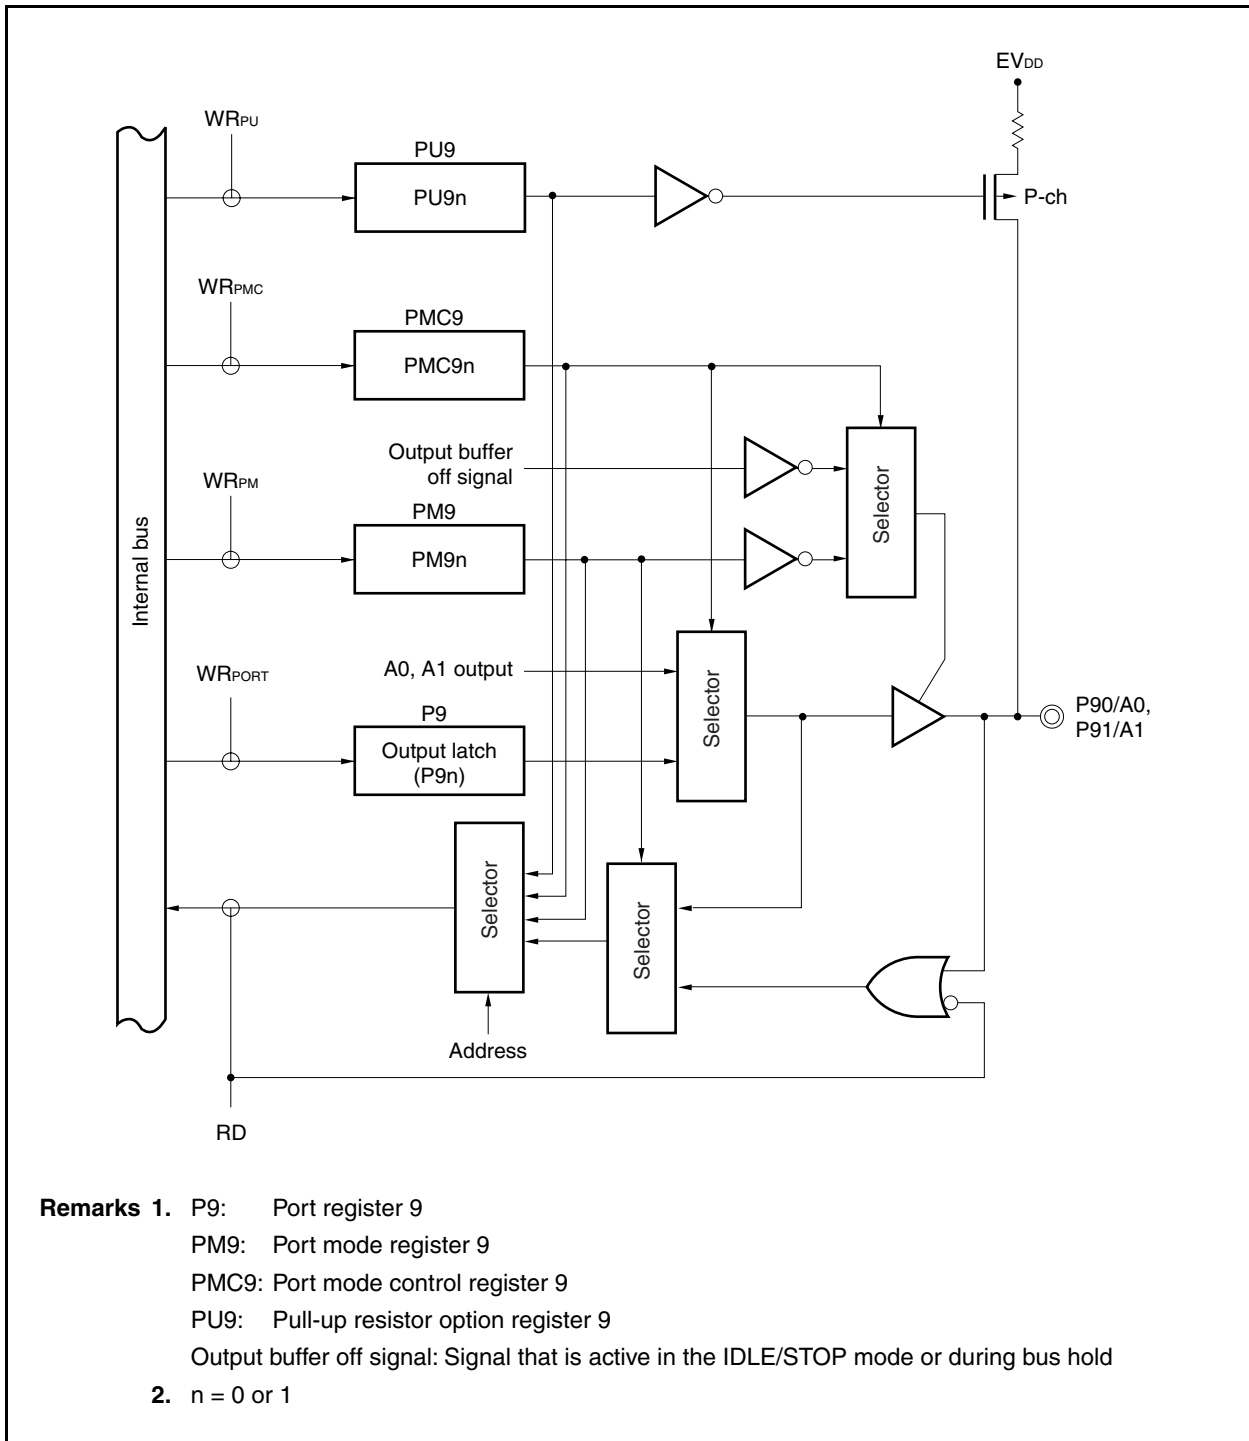 EVDD
WRPU
PU9
PU9n
P-ch
WRPMC
PMC9
PMC9n
Output buffer
off signal
Selector
WRPM
PM9
PM9n
Internal bus
A0, A1 output
Selector
WRPORT
P9
Output latch
(P9n)
P90/A0,
P91/A1
Selector
Selector
Address
RD
Remarks 1. P9: Port register 9
PM9: Port mode register 9
PMC9: Port mode control register 9
PU9: Pull-up resistor option register 9
Output buffer off signal: Signal that is active in the IDLE/STOP mode or during bus hold
2. n = 0 or 1